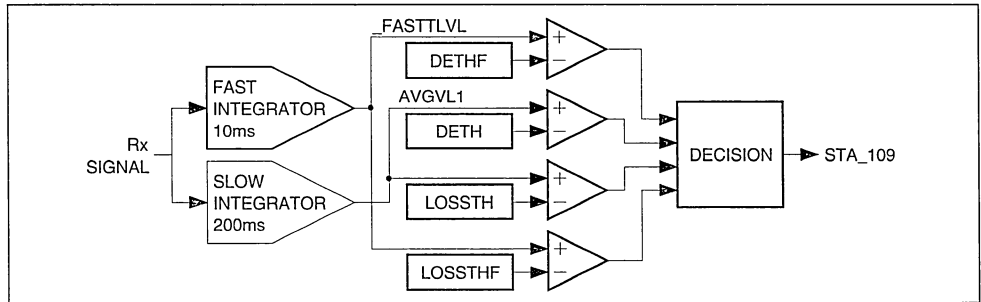 _FASTTLVL
+
−
DETHF
FAST
INTEGRATOR
10ms
AVGVL1
+
−
DETH
Rx
SIGNAL
DECISION
STA_109
SLOW
INTEGRATOR
200ms
+
−
LOSSTH
+
−
LOSSTHF